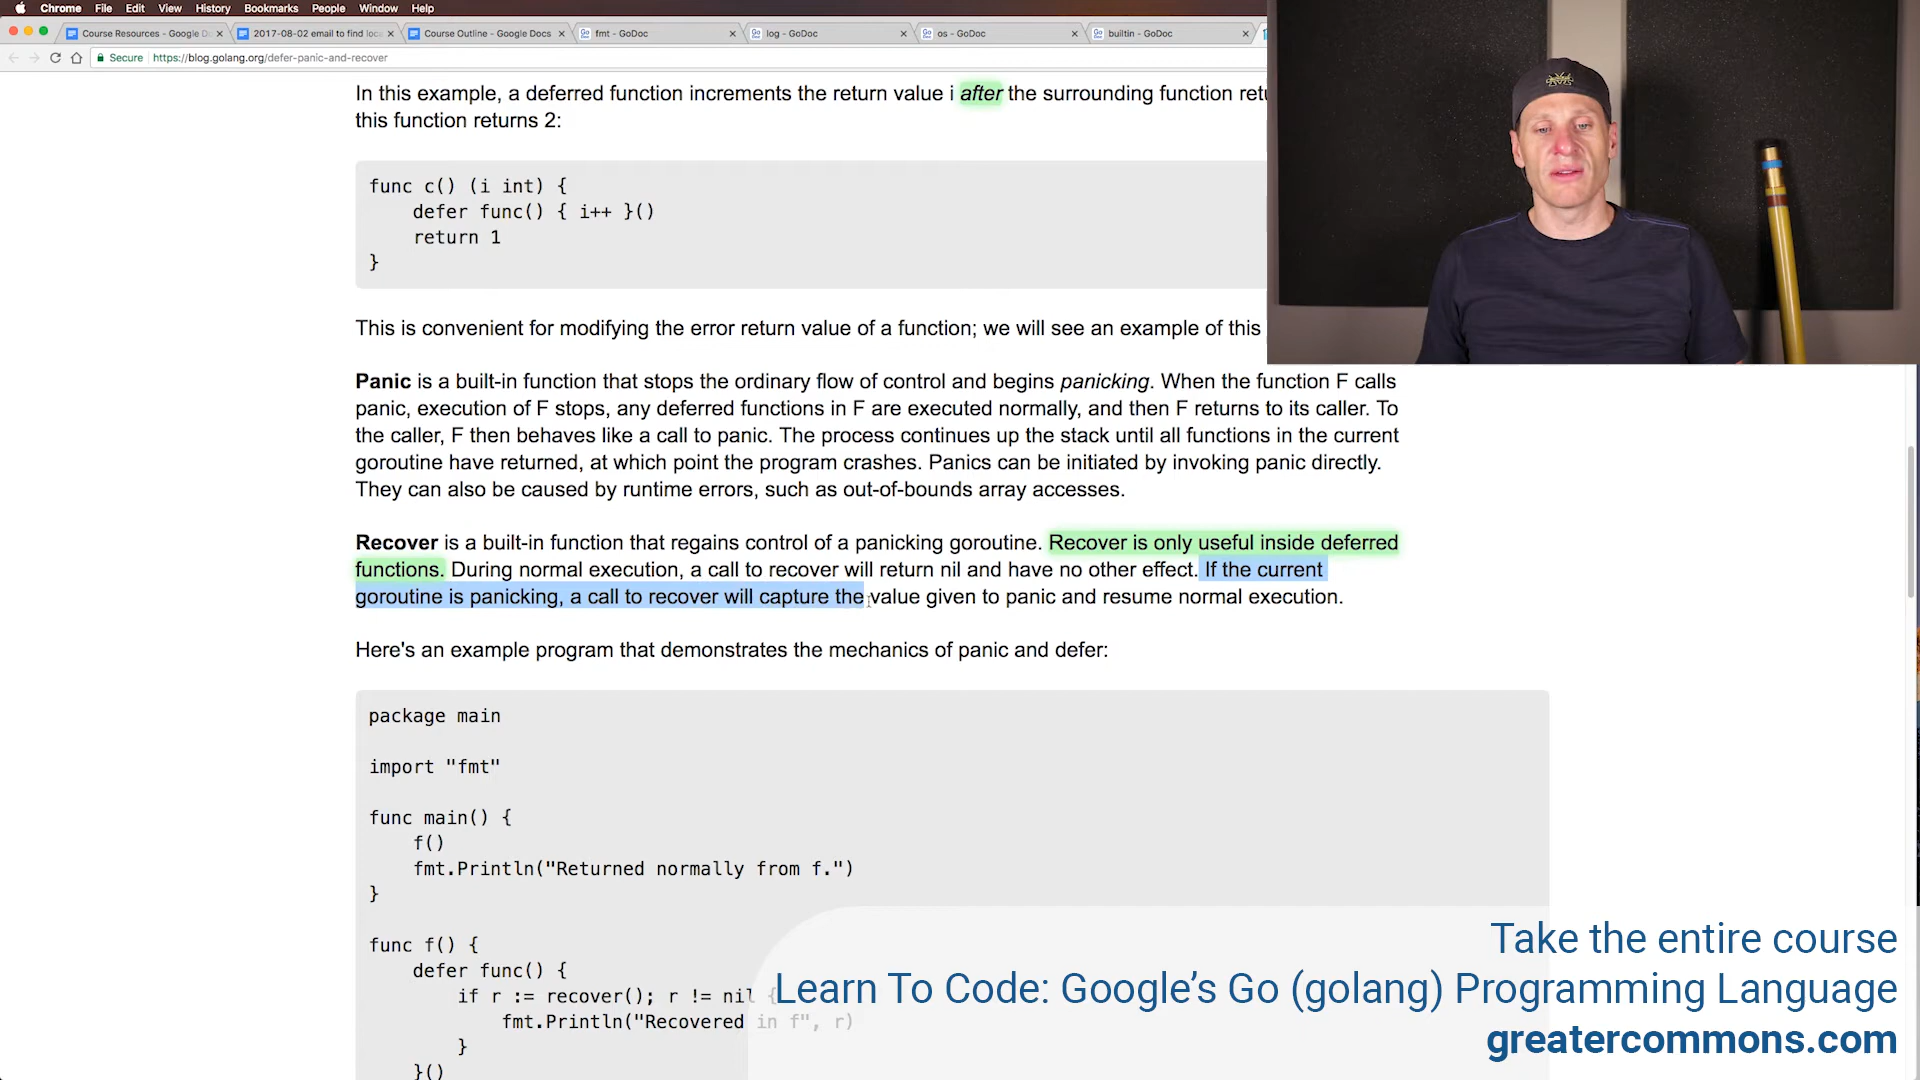 Chrome File Edit View History Bookmarks People Window Help
Course Resources - Google D
2017-08-02 email to find loca
Course Outline - Google Docs
fmt - GoDoc
log - GoDoc
os - GoDoc
builtin - GoDoc
Secure https://blog.golang.org/defer-panic-and-recover
In this example, a deferred function increments the return value i after the surrounding function retu
this function returns 2:
func c() (i int) {
    defer func() { i++ }()
    return 1
}
This is convenient for modifying the error return value of a function; we will see an example of this
Panic is a built-in function that stops the ordinary flow of control and begins panicking. When the function F calls
panic, execution of F stops, any deferred functions in F are executed normally, and then F returns to its caller. To
the caller, F then behaves like a call to panic. The process continues up the stack until all functions in the current
goroutine have returned, at which point the program crashes. Panics can be initiated by invoking panic directly.
They can also be caused by runtime errors, such as out-of-bounds array accesses.
Recover is a built-in function that regains control of a panicking goroutine. Recover is only useful inside deferred
functions. During normal execution, a call to recover will return nil and have no other effect. If the current
goroutine is panicking, a call to recover will capture the value given to panic and resume normal execution.
Here's an example program that demonstrates the mechanics of panic and defer:
package main
import "fmt"
func main() {
    f()
    fmt.Println("Returned normally from f.")
}
func f() {
    defer func() {
        if r := recover(); r != nil {
            fmt.Println("Recovered in f", r)
        }
    }()
Take the entire course
Learn To Code: Google’s Go (golang) Programming Language
greatercommons.com